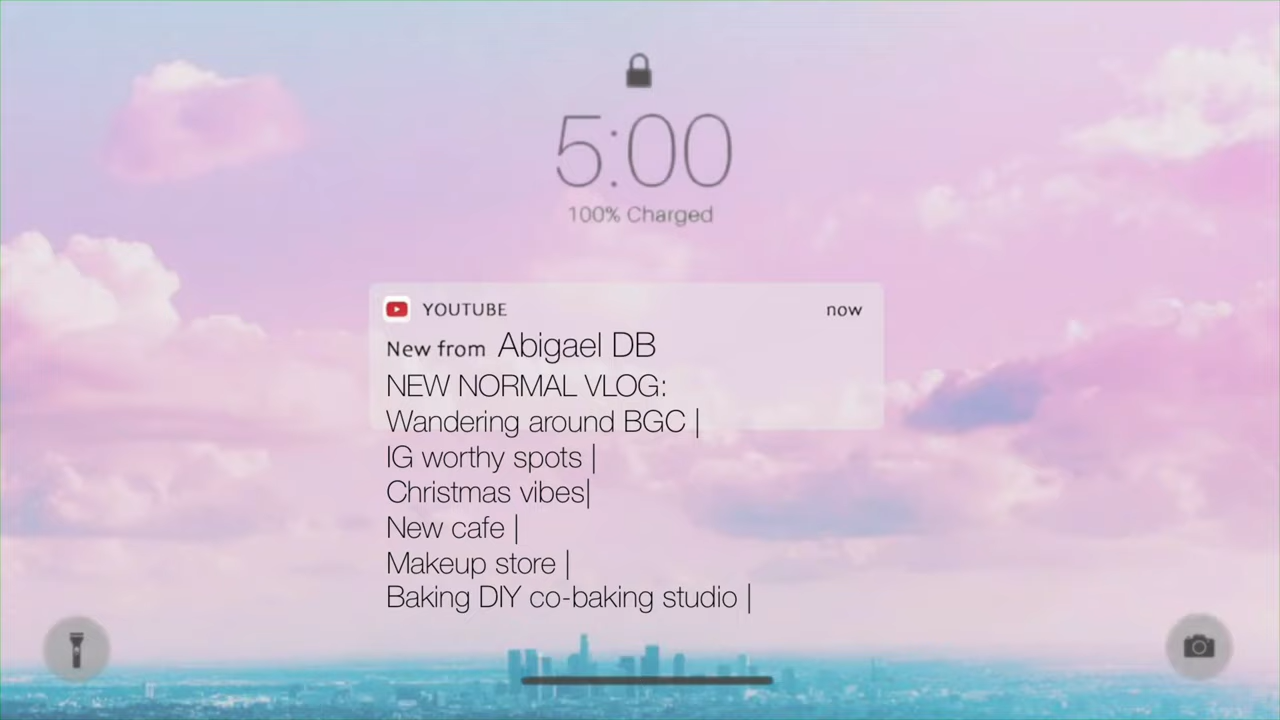 5:00
100% Charged
YOUTUBE now
New from Abigael DB
NEW NORMAL VLOG:
Wandering around BGC |
IG worthy spots |
Christmas vibes|
New cafe |
Makeup store |
Baking DIY co-baking studio |